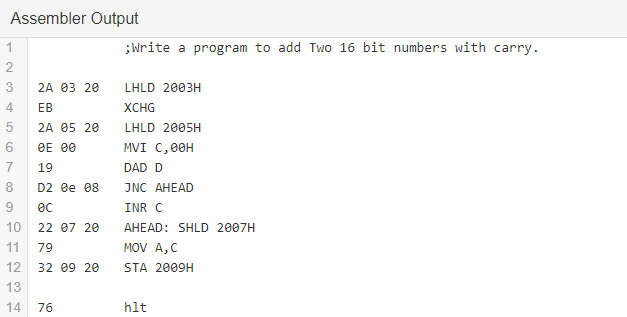 Assembler Output
1 ;Write a program to add Two 16 bit numbers with carry.
2
3 2A 03 20 LHLD 2003H
4 EB XCHG
5 2A 05 20 LHLD 2005H
6 0E 00 MVI C,00H
7 19 DAD D
8 D2 0e 08 JNC AHEAD
9 0C INR C
10 22 07 20 AHEAD: SHLD 2007H
11 79 MOV A,C
12 32 09 20 STA 2009H
13
14 76 hlt